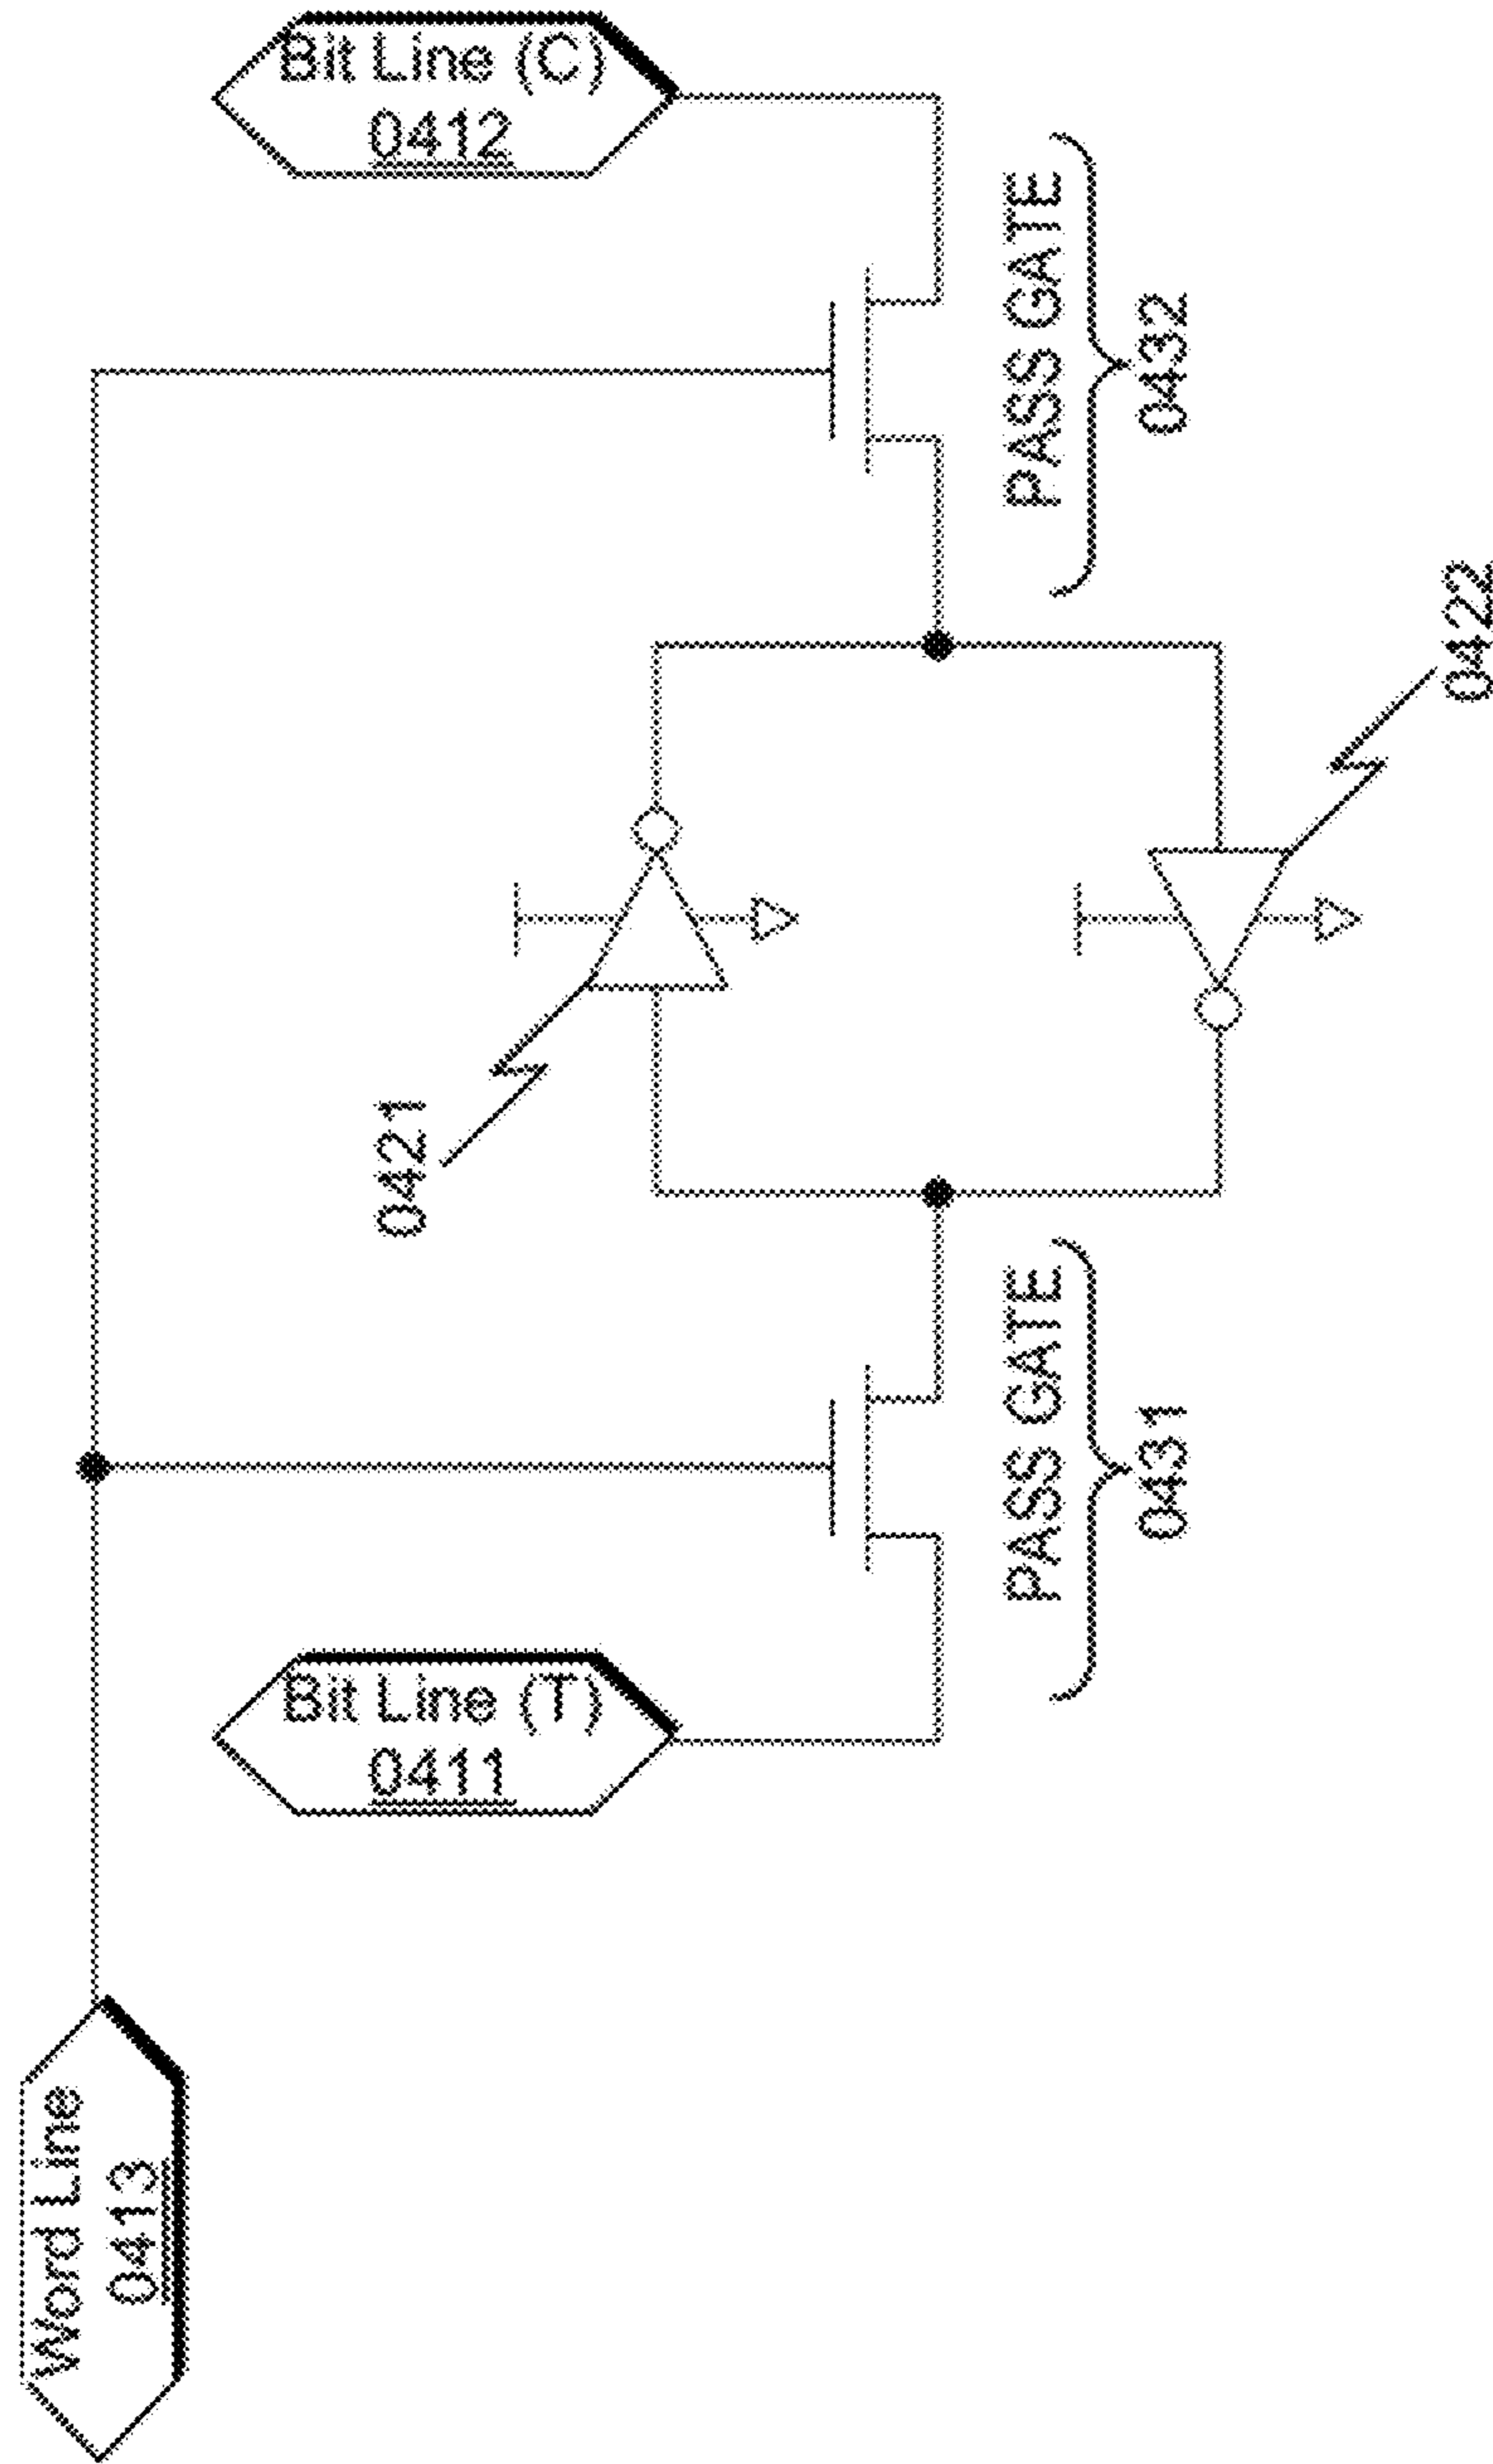 Word Line
0413
Bit Line (T)
0411
Bit Line (C)
0412
0421
PASS GATE
0431
PASS GATE
0432
0422